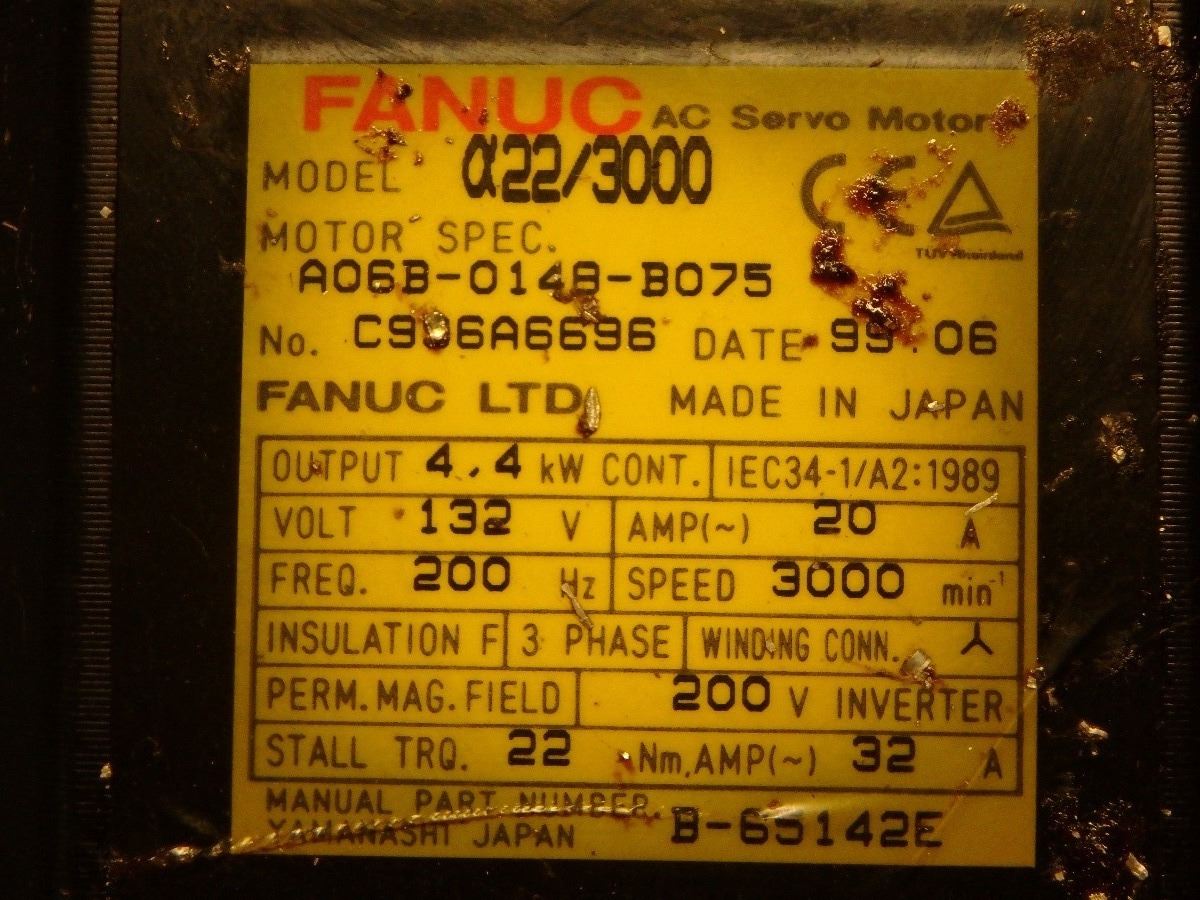 FANUC AC Servo Motor
MODEL α22/3000
MOTOR SPEC.
A06B-0148-B075
No. C996A6696 DATE 99.06
FANUC LTD MADE IN JAPAN
OUTPUT 4.4 kW CONT. IEC34-1/A2:1989
VOLT 132 V AMP(~) 20 A
FREQ. 200 Hz SPEED 3000 min⁻¹
INSULATION F 3 PHASE WINDING CONN.
PERM.MAG.FIELD 200 V INVERTER
STALL TRQ. 22 Nm,AMP(~) 32 A
MANUAL PART NUMBER. B-65142E
YAMANASHI JAPAN
CE
TÜV